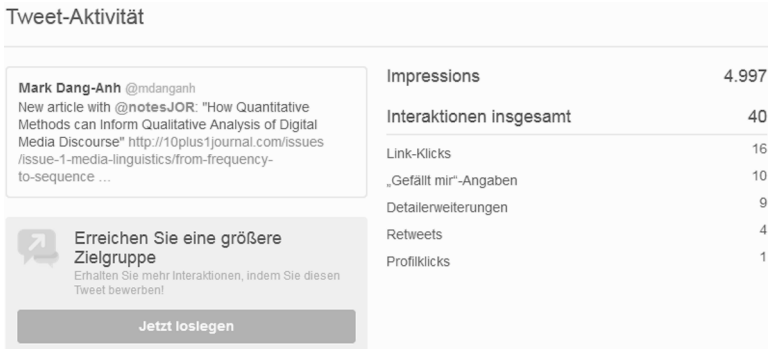 Tweet-Aktivität
Mark Dang-Anh @mdanganh
New article with @notesJOR: "How Quantitative
Methods can Inform Qualitative Analysis of Digital
Media Discourse" http://10plus1journal.com/issues
/issue-1-media-linguistics/from-frequency-
to-sequence …
Erreichen Sie eine größere
Zielgruppe
Erhalten Sie mehr Interaktionen, indem Sie diesen
Tweet bewerben!
Jetzt loslegen
Impressions 4.997
Interaktionen insgesamt 40
Link-Klicks 16
„Gefällt mir“-Angaben 10
Detailerweiterungen 9
Retweets 4
Profilklicks 1